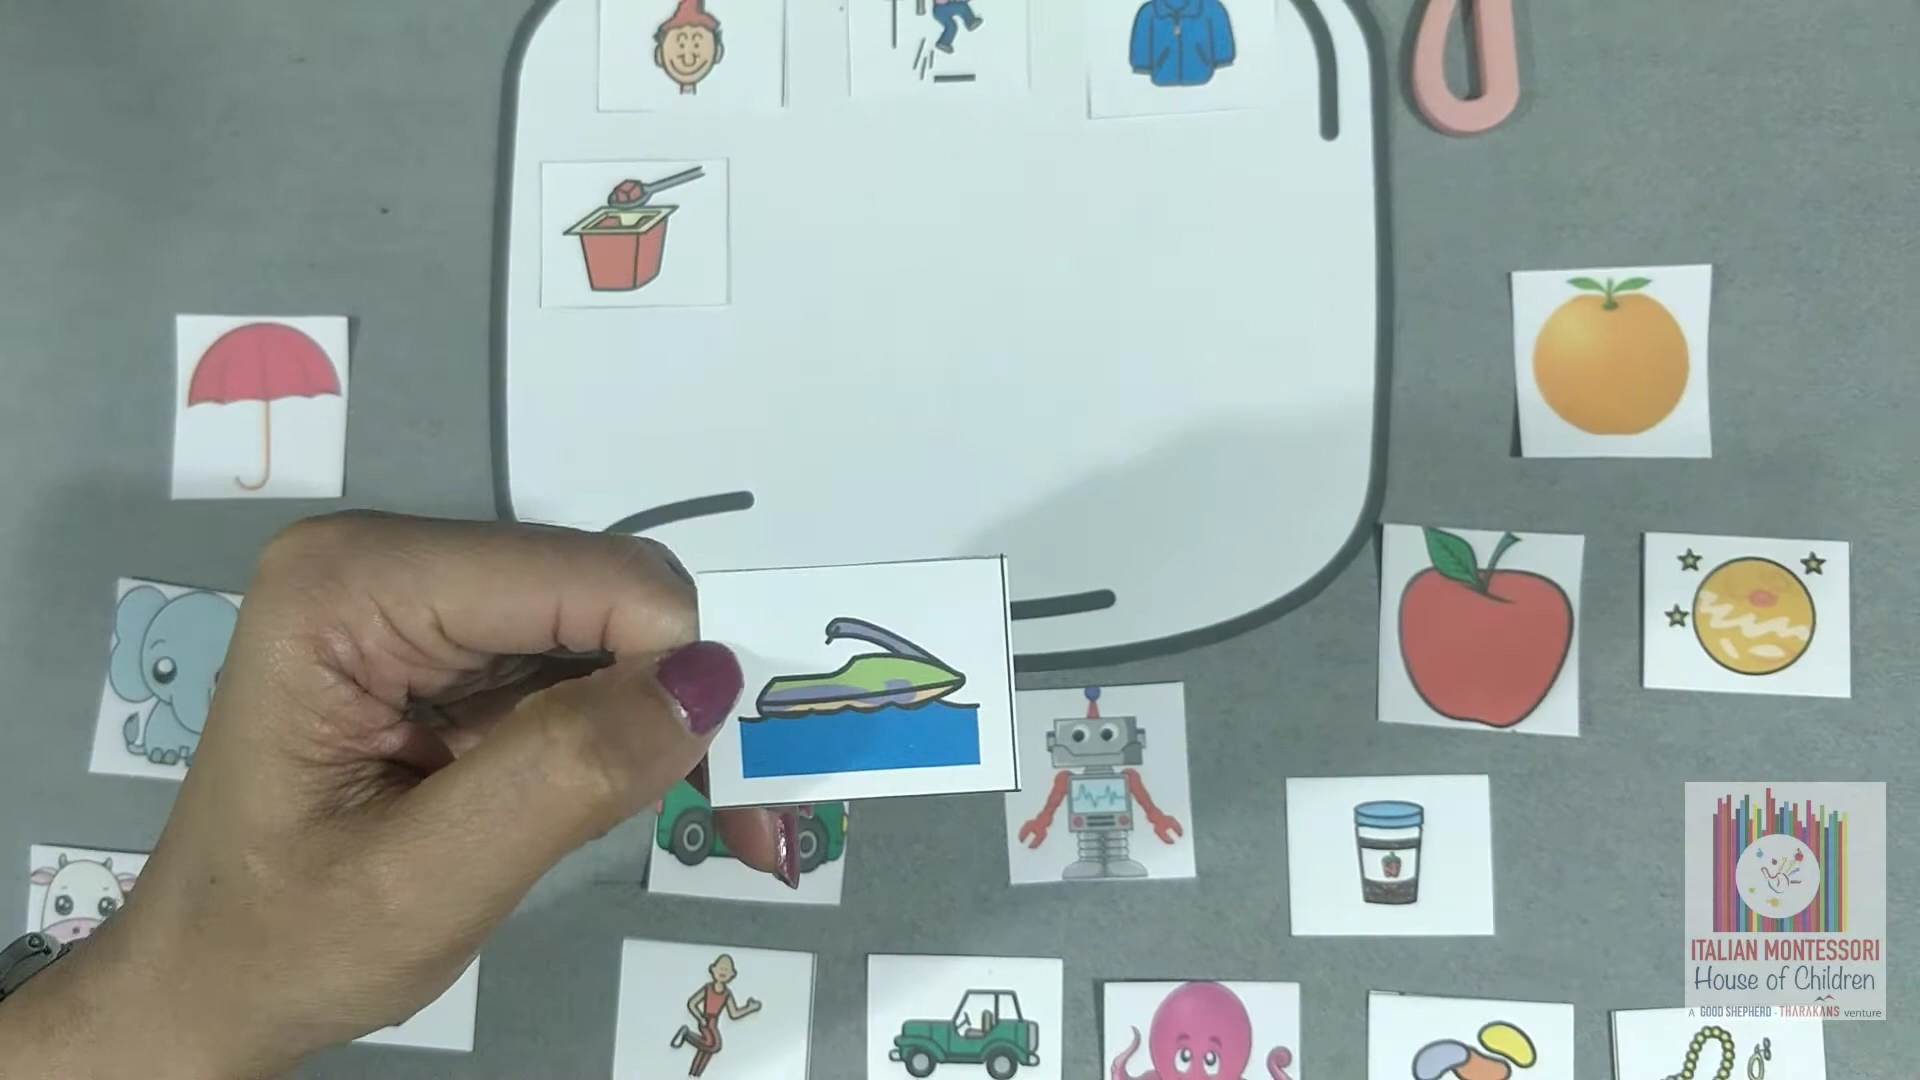 ITALIAN MONTESSORI
House of Children
A GOOD SHEPHERD - THARAKANS venture